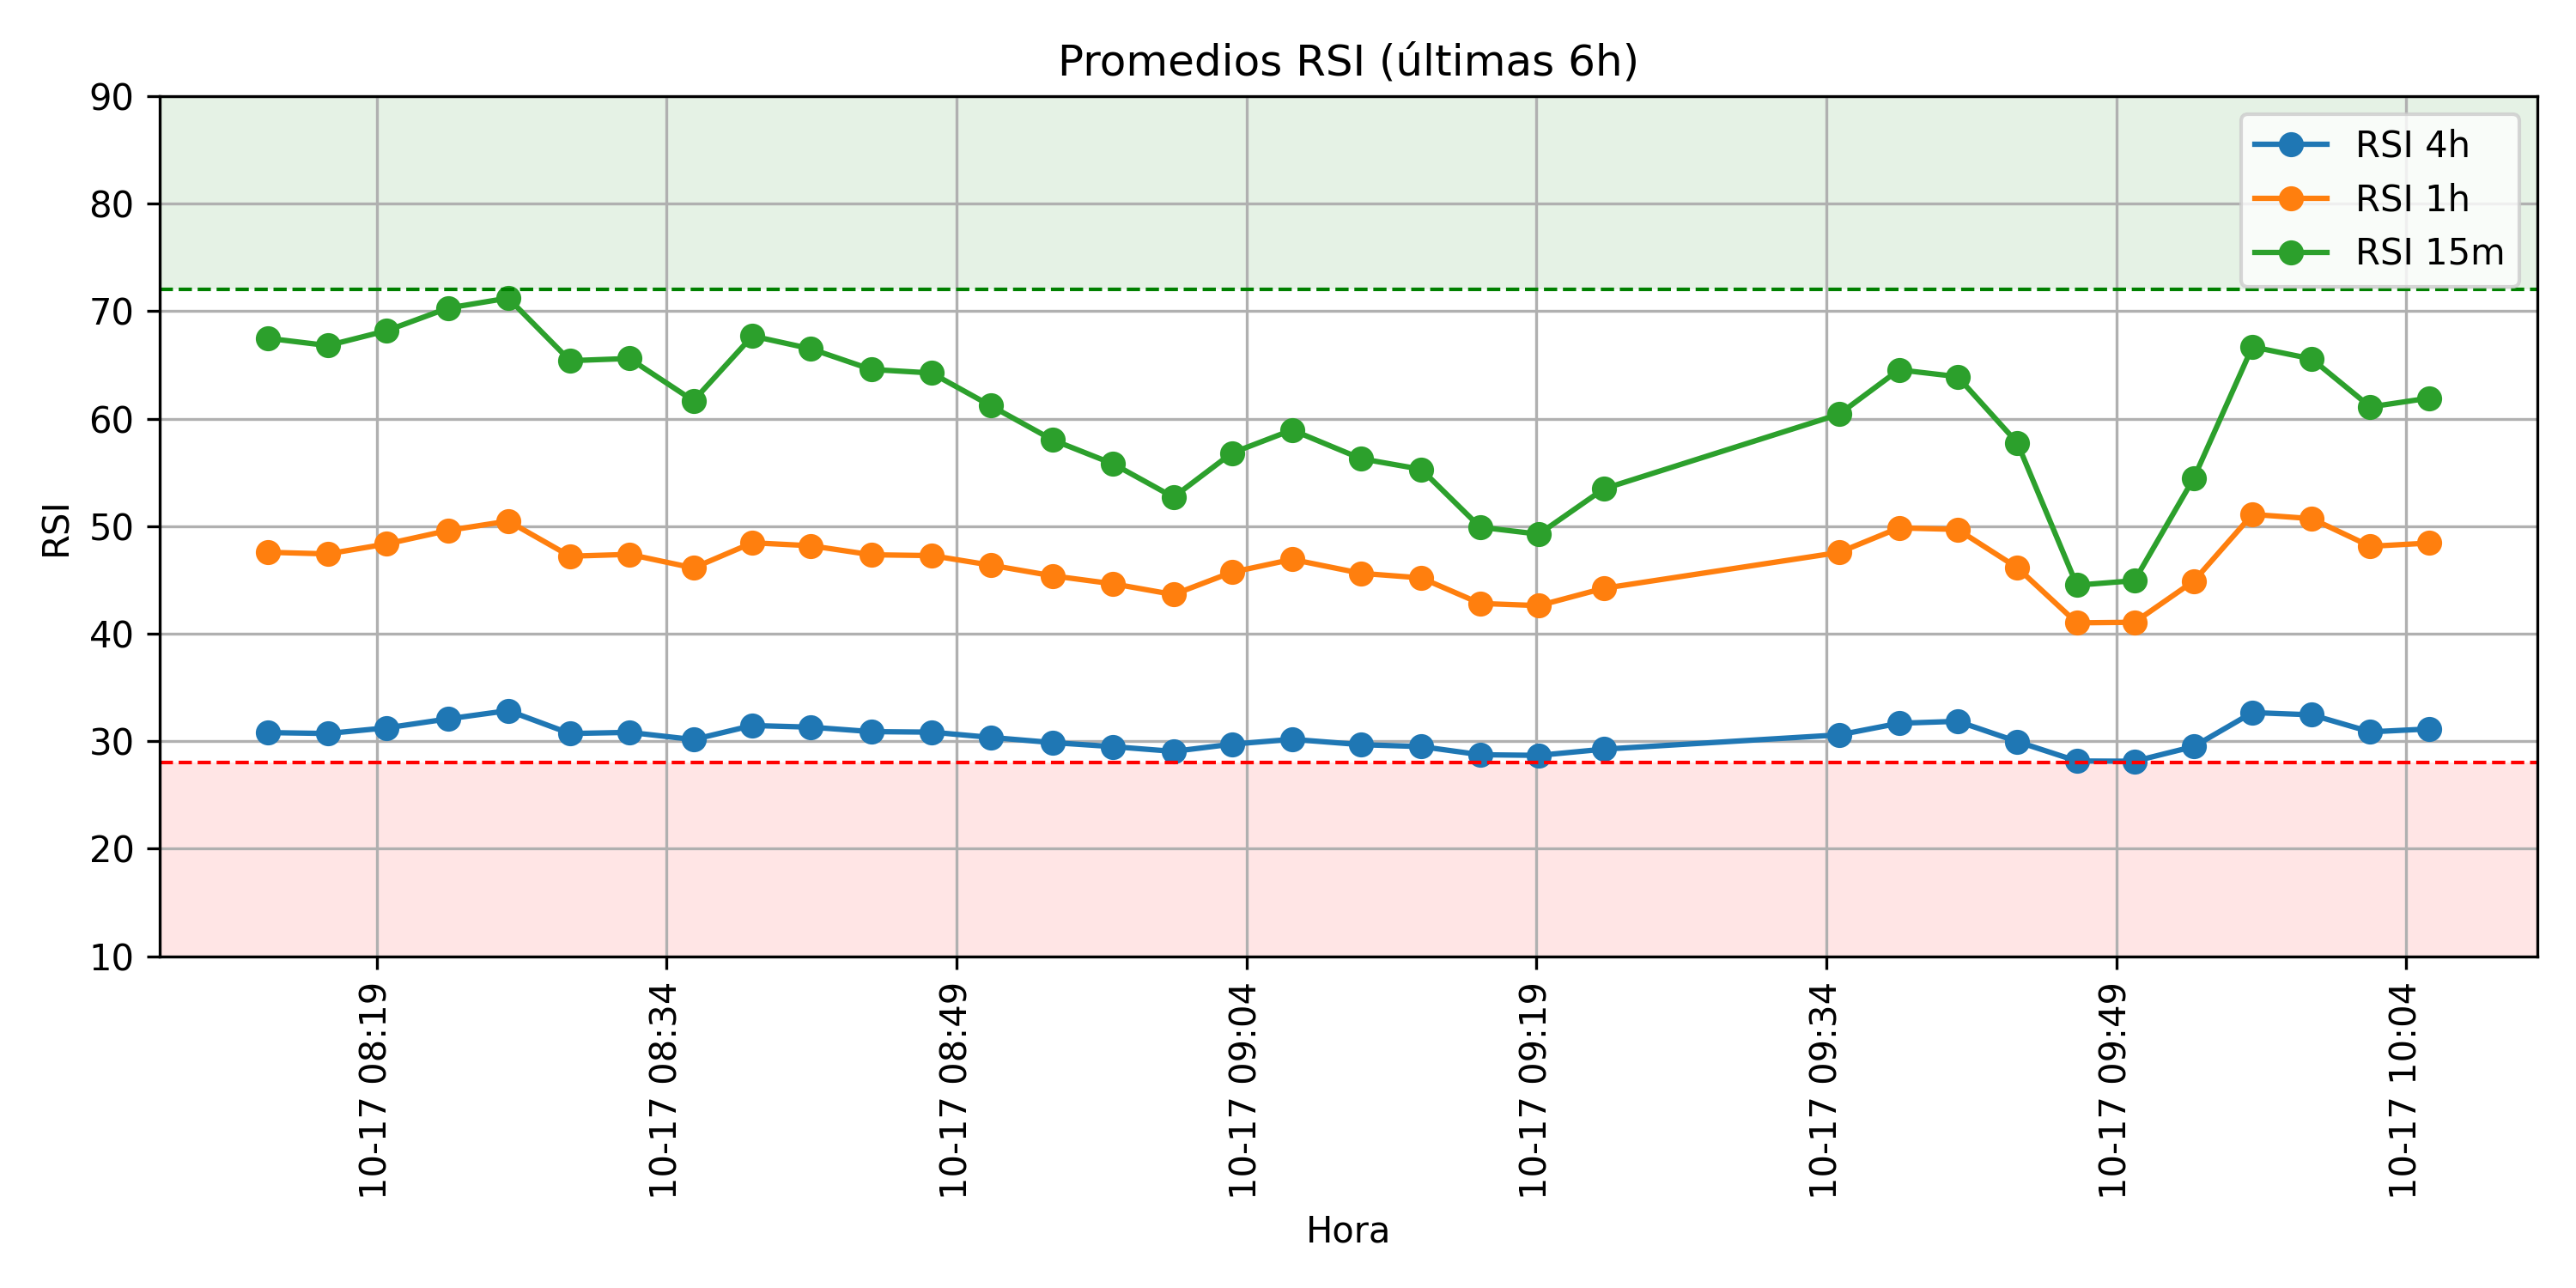 Promedios RSI (últimas 6h)
RSI 4h
RSI 1h
RSI 15m
RSI
90
80
70
60
50
40
30
20
10
10-17 08:19
10-17 08:34
10-17 08:49
10-17 09:04
10-17 09:19
10-17 09:34
10-17 09:49
10-17 10:04
Hora